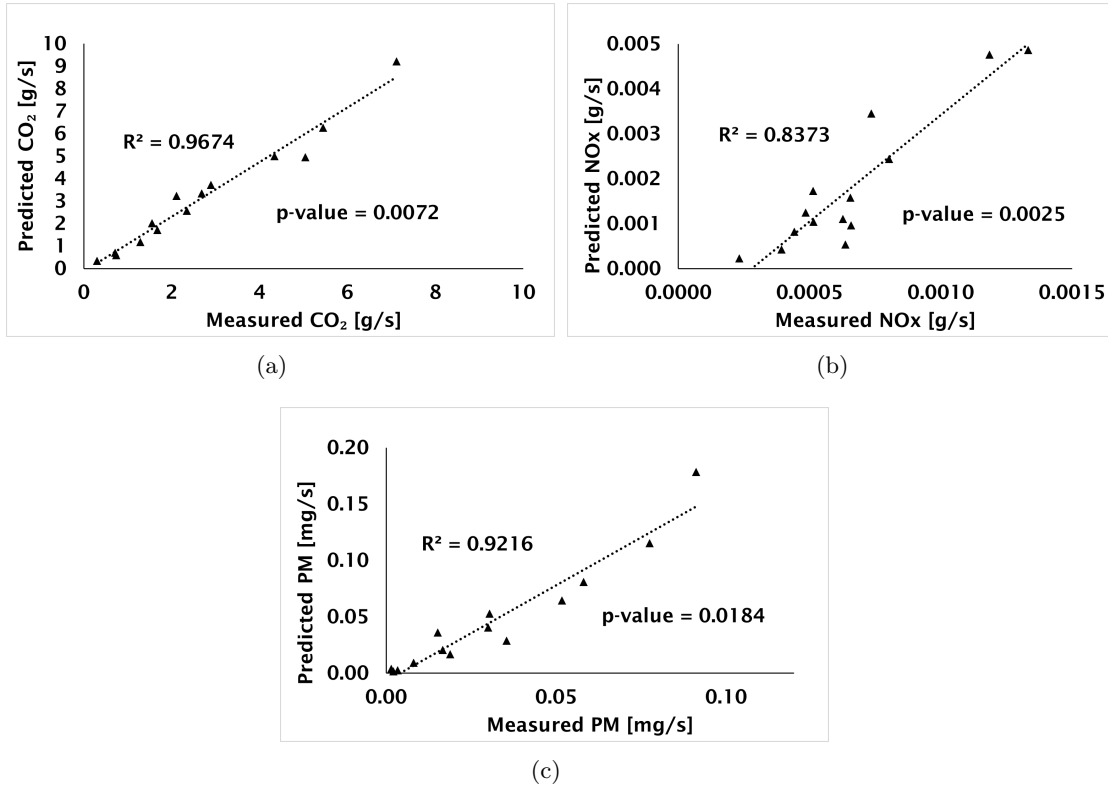 10
9
8
7
6
5
4
3
2
1
0
Predicted CO₂ [g/s]
R² = 0.9674
p-value = 0.0072
0 2 4 6 8 10
Measured CO₂ [g/s]
(a)
0.005
0.004
0.003
0.002
0.001
0.000
Predicted NOx [g/s]
R² = 0.8373
p-value = 0.0025
0.0000 0.0005 0.0010 0.0015
Measured NOx [g/s]
(b)
0.20
0.15
0.10
0.05
0.00
Predicted PM [mg/s]
R² = 0.9216
p-value = 0.0184
0.00 0.05 0.10
Measured PM [mg/s]
(c)